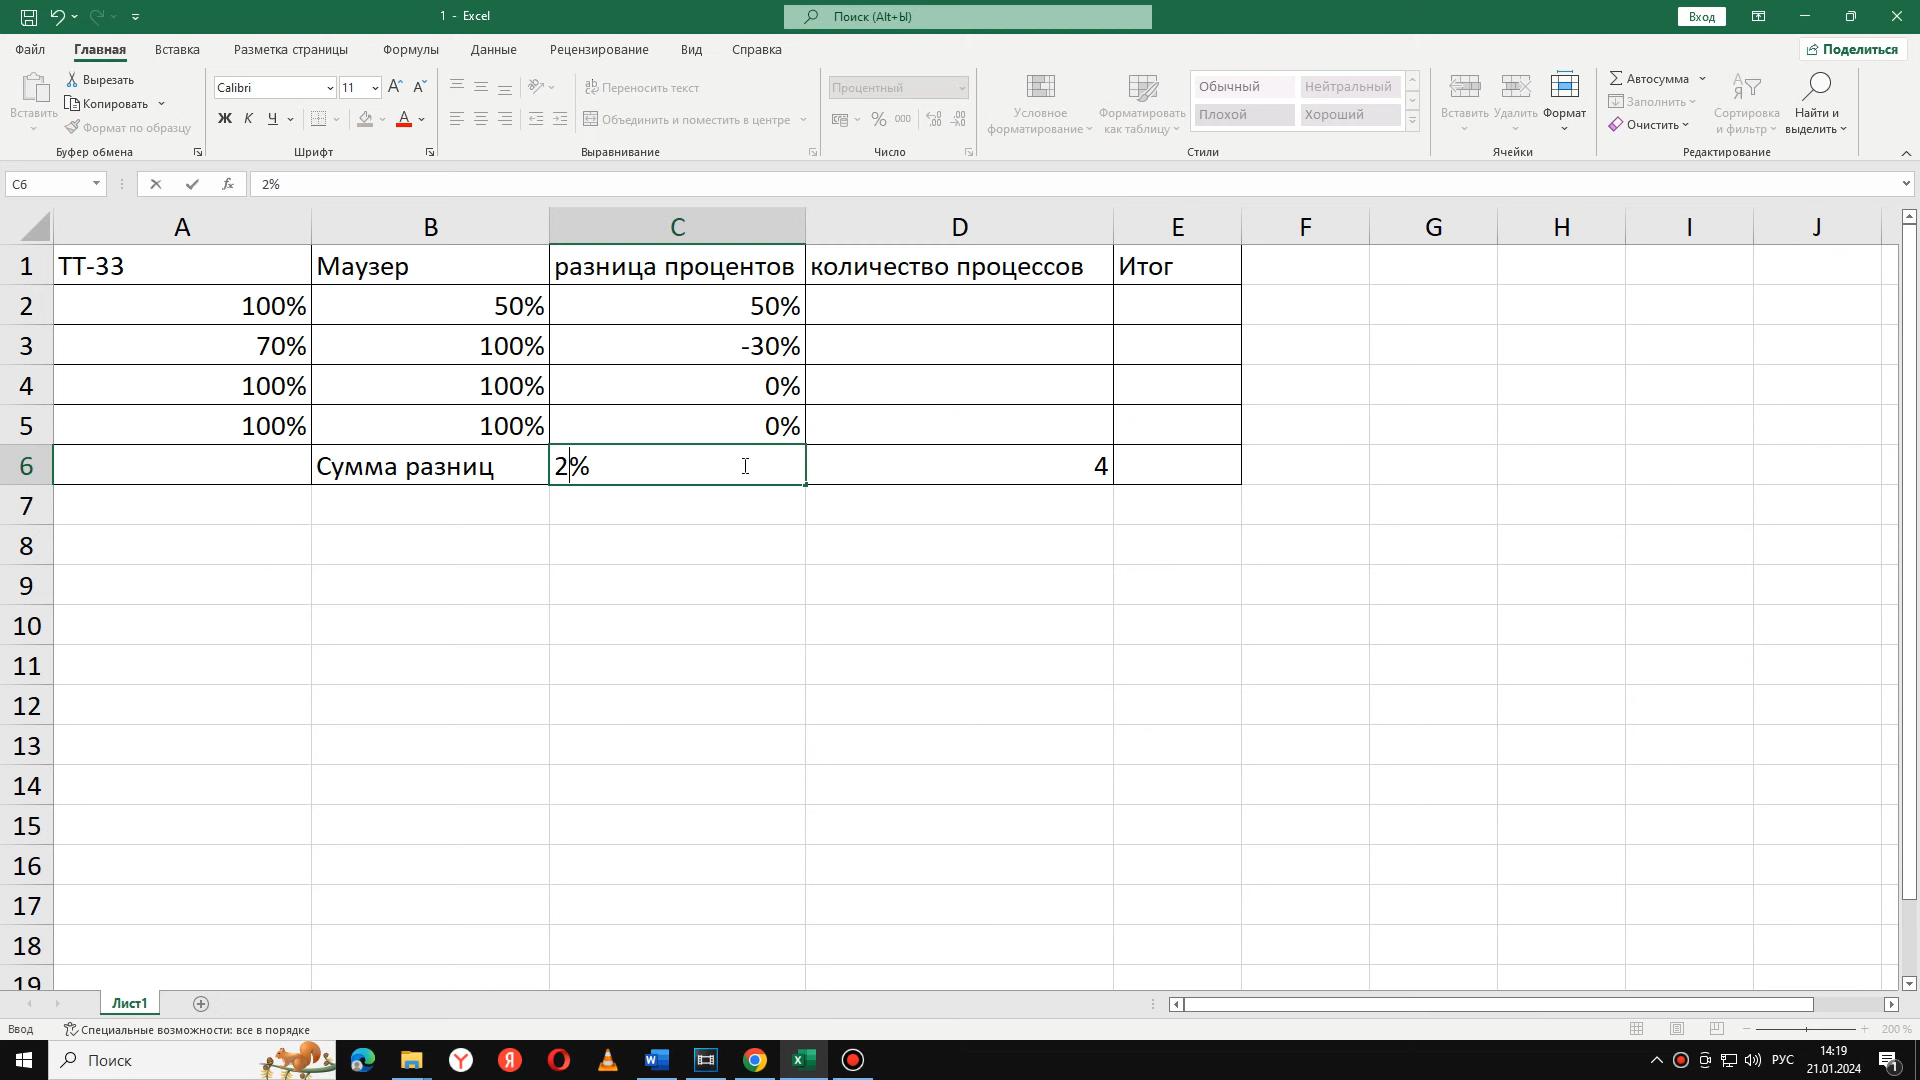 1 - Excel
Поиск (Alt+Ы)
Вход
Файл
Главная
Вставка
Разметка страницы
Формулы
Данные
Рецензирование
Вид
Справка
Поделиться
Вставить
Вырезать
Копировать
Формат по образцу
Буфер обмена
Calibri
11
Ж К Ч
Шрифт
Переносить текст
Объединить и поместить в центре
Выравнивание
Процентный
% 000
Число
Условное форматирование
Форматировать как таблицу
Обычный
Нейтральный
Плохой
Хороший
Стили
Вставить
Удалить
Формат
Ячейки
Автосумма
Заполнить
Очистить
Сортировка и фильтр
Найти и выделить
Редактирование
C6
fx
2%
A B C D E F G H I J
1 ТТ-33 Маузер разница процентов количество процессов Итог
2 100% 50% 50%
3 70% 100% -30%
4 100% 100% 0%
5 100% 100% 0%
6 Сумма разниц 2% 4
7
8
9
10
11
12
13
14
15
16
17
18
19
Лист1
Ввод
Специальные возможности: все в порядке
200 %
Поиск
РУС
14:19
21.01.2024
1